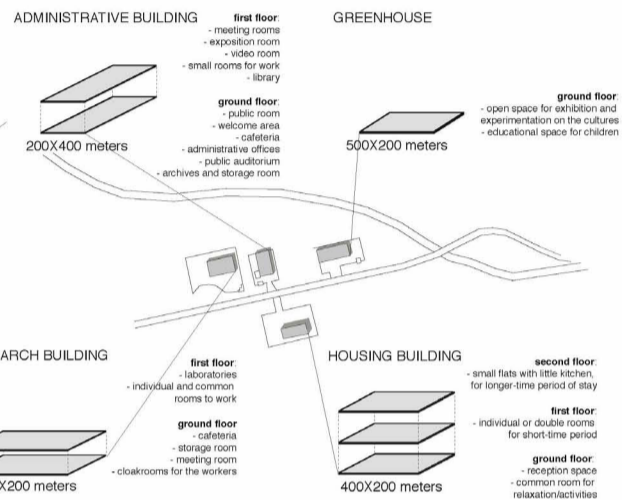 ADMINISTRATIVE BUILDING
first floor:
- meeting rooms
- exposition room
- video room
- small rooms for work
- library
ground floor:
- public room
- welcome area
- cafeteria
- administrative offices
- public auditorium
- archives and storage room
200X400 meters
GREENHOUSE
ground floor:
- open space for exhibition and
experimentation on the cultures
- educational space for children
500X200 meters
ARCH BUILDING
first floor:
- laboratories
- individual and common
rooms to work
ground floor
- cafeteria
- storage room
- meeting room
- cloakrooms for the workers
X200 meters
HOUSING BUILDING
second floor:
- small flats with little kitchen,
for longer-time period of stay
first floor:
- individual or double rooms
for short-time period
ground floor:
- reception space
- common room for
relaxation/activities
400X200 meters